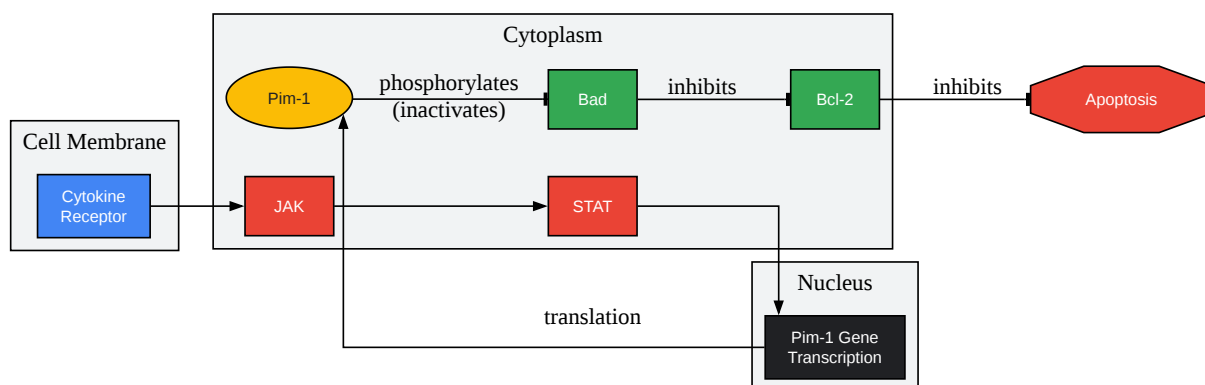 Cytoplasm
Pim-1
phosphorylates
(inactivates)
Bad
inhibits
Bcl-2
inhibits
Apoptosis
Cell Membrane
Cytokine
Receptor
JAK
STAT
Nucleus
translation
Pim-1 Gene
Transcription